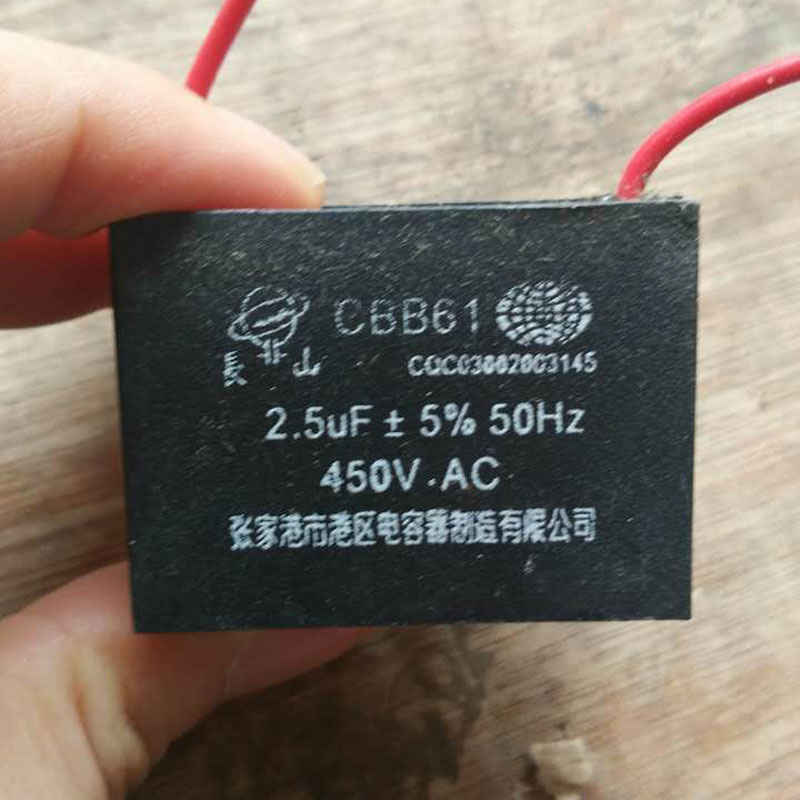 CBB61
長山
CQC03002003145
2.5uF ± 5% 50Hz
450V.AC
张家港市港区电容器制造有限公司